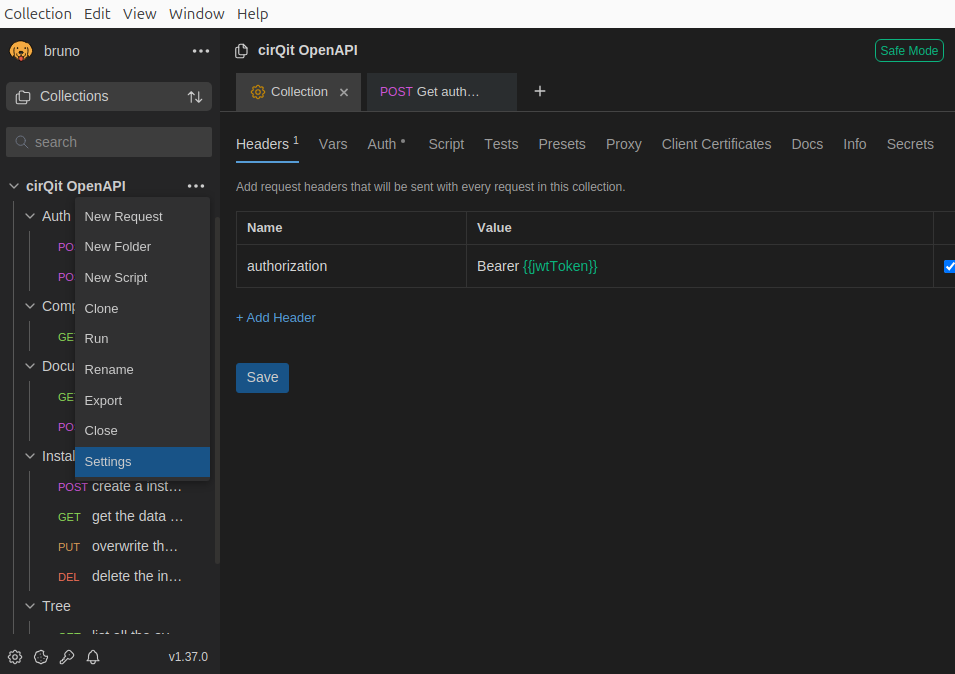 Collection Edit View Window Help
bruno
cirQit OpenAPI
Safe Mode
Collections
Collection
POST Get auth…
search
Headers 1 Vars Auth Script Tests Presets Proxy Client Certificates Docs Info Secrets
cirQit OpenAPI
Add request headers that will be sent with every request in this collection.
Auth
PO
PO
Comp
GE
Docu
GE
PO
Instal
POST create a inst…
GET get the data …
PUT overwrite th…
DEL delete the in…
Tree
v1.37.0
New Request
New Folder
New Script
Clone
Run
Rename
Export
Close
Settings
Name Value
authorization Bearer {{jwtToken}}
+ Add Header
Save